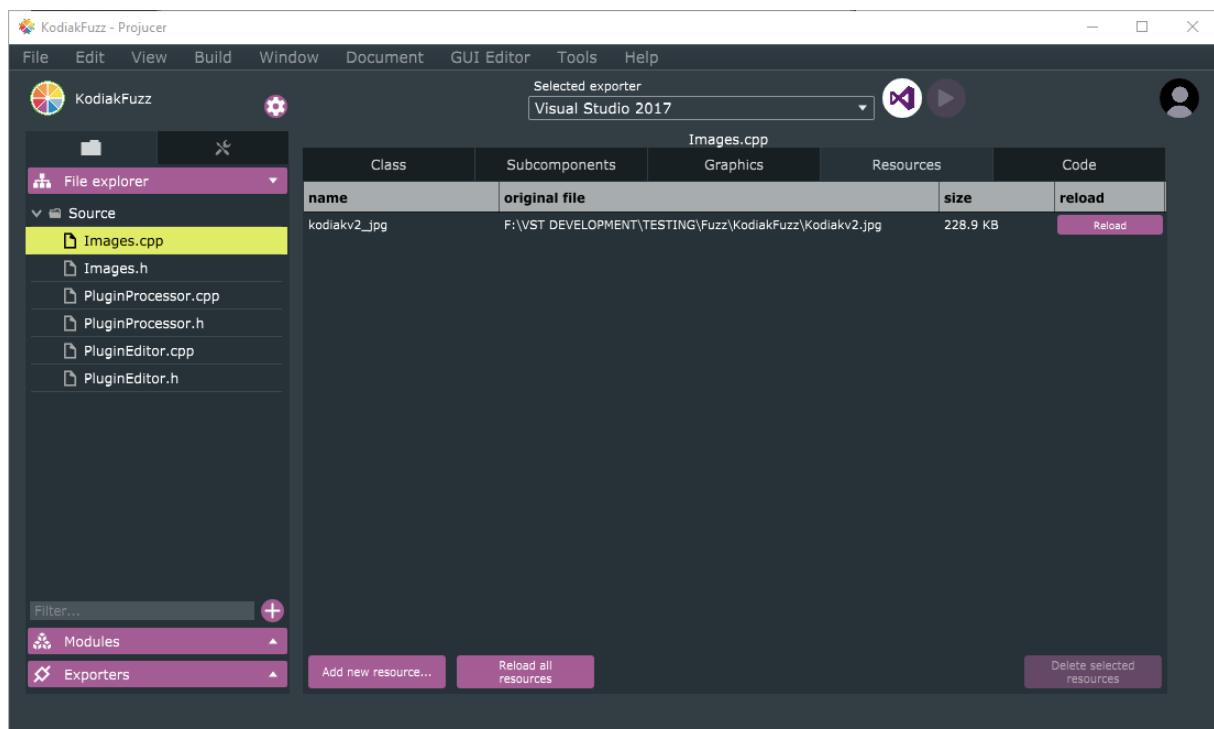 KodiakFuzz - Projucer
File Edit View Build Window Document GUI Editor Tools Help
KodiakFuzz
Selected exporter
Visual Studio 2017
Images.cpp
Class Subcomponents Graphics Resources Code
File explorer
name original file size reload
Source
kodiakv2_jpg F:\VST DEVELOPMENT\TESTING\Fuzz\KodiakFuzz\Kodiakv2.jpg 228.9 KB Reload
Images.cpp
Images.h
PluginProcessor.cpp
PluginProcessor.h
PluginEditor.cpp
PluginEditor.h
Filter...
Modules
Exporters
Add new resource...
Reload all
resources
Delete selected
resources